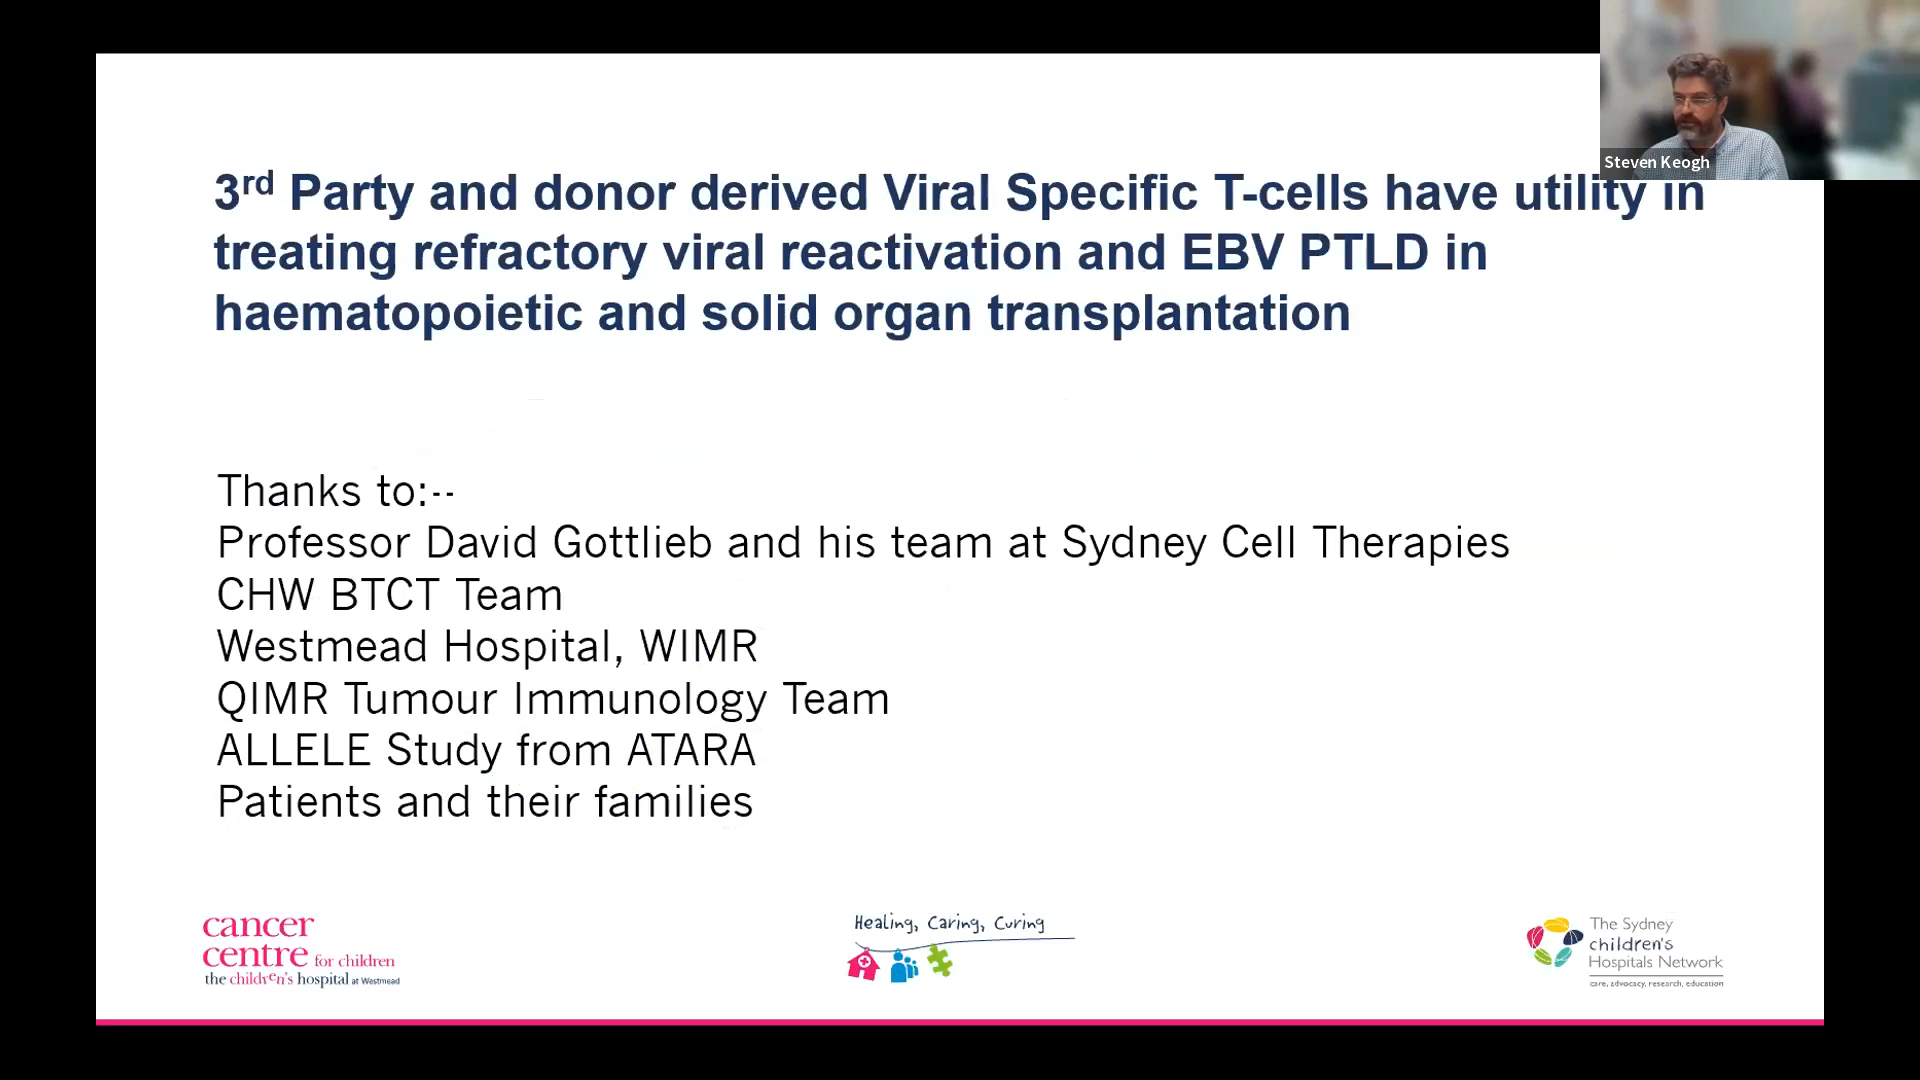 Steven Keogh
3rd Party and donor derived Viral Specific T-cells have utility in
treating refractory viral reactivation and EBV PTLD in
haematopoietic and solid organ transplantation
Thanks to:--
Professor David Gottlieb and his team at Sydney Cell Therapies
CHW BTCT Team
Westmead Hospital, WIMR
QIMR Tumour Immunology Team
ALLELE Study from ATARA
Patients and their families
cancer
centre for children
the children's hospital at Westmead
Healing, Caring, Curing
The Sydney
children's
Hospitals Network
care, advocacy, research, education